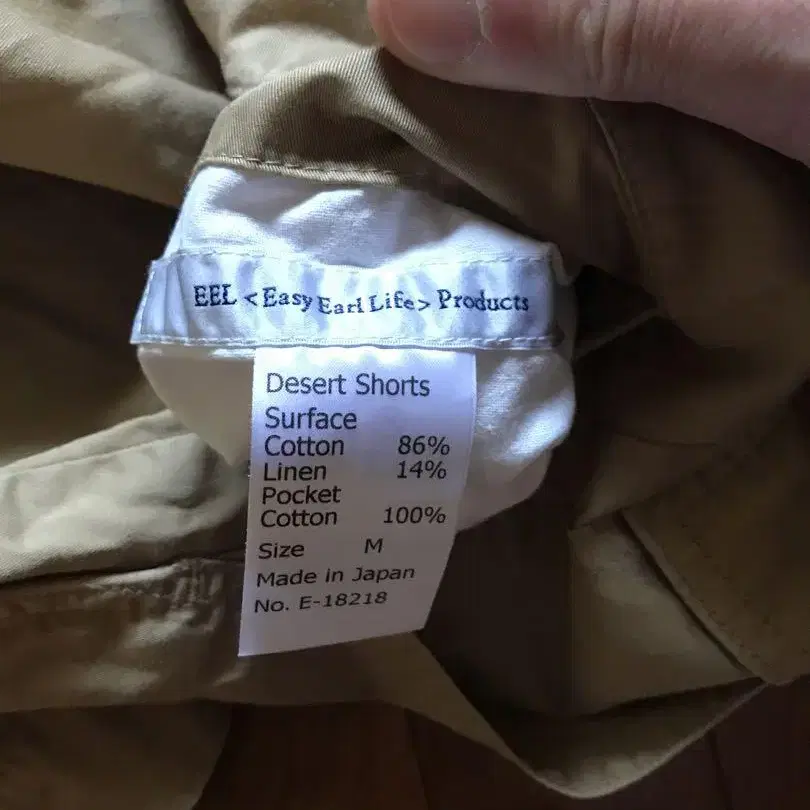 EEL <Easy Earl Life> Products
Desert Shorts
Surface
Cotton 86%
Linen 14%
Pocket
Cotton 100%
Size M
Made in Japan
No. E-18218